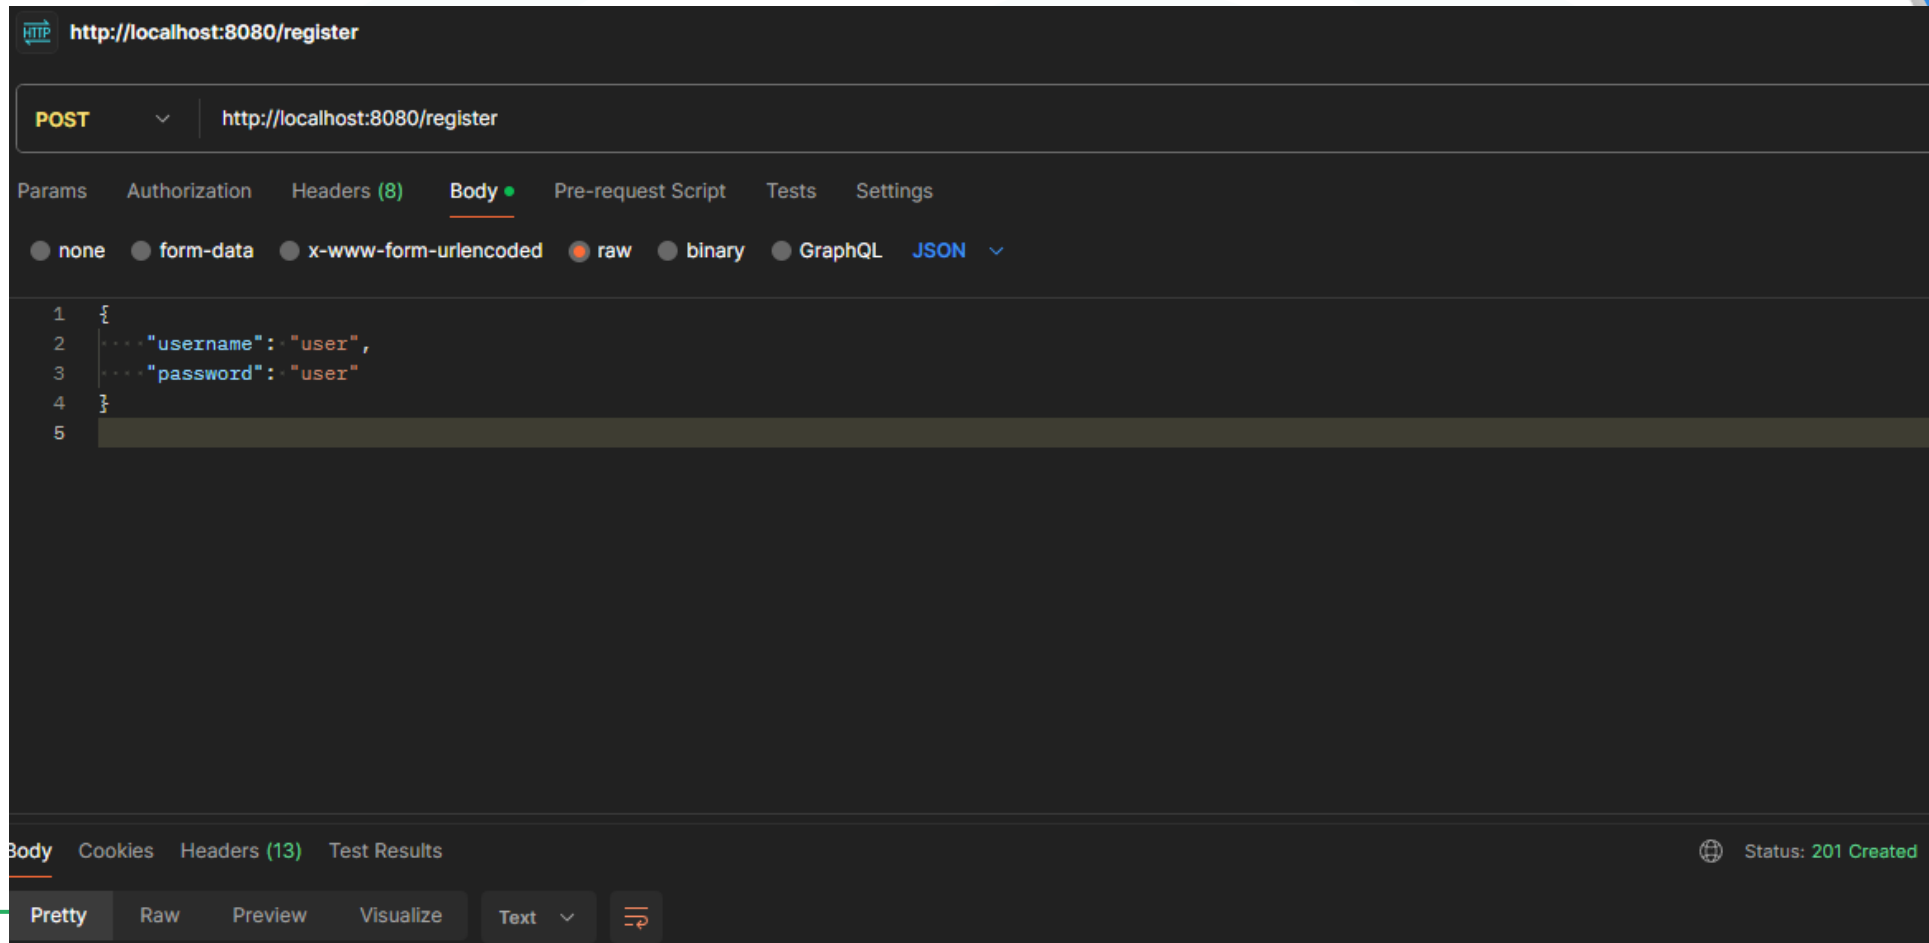 HTTP http://localhost:8080/register
POST http://localhost:8080/register
Params Authorization Headers (8) Body Pre-request Script Tests Settings
none form-data x-www-form-urlencoded raw binary GraphQL JSON
1 {
2 "username": "user",
3 "password": "user"
4 }
5
Body Cookies Headers (13) Test Results Status: 201 Created
Pretty Raw Preview Visualize Text